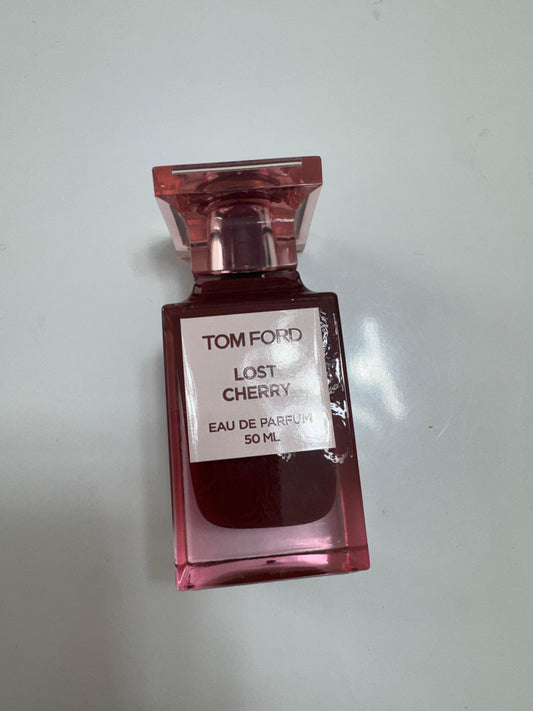 TOM FORD
LOST
CHERRY
EAU DE PARFUM
50 ML